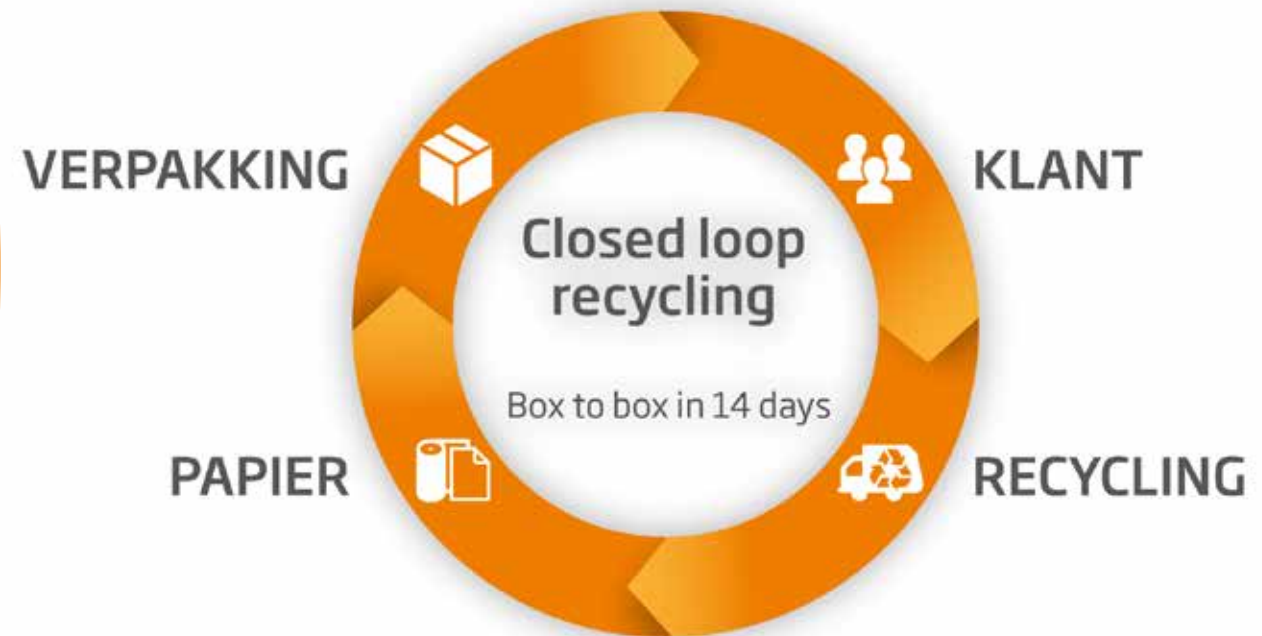 VERPAKKING
KLANT
Closed loop
recycling
Box to box in 14 days
PAPIER
RECYCLING